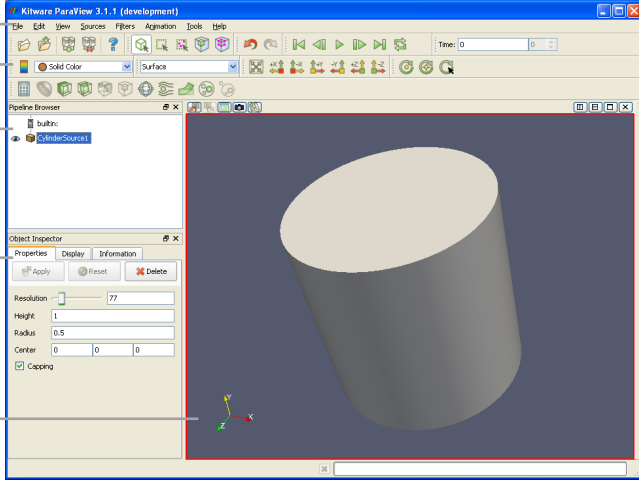 Kitware ParaView 3.1.1 (development)
File Edit View Sources Filters Animation Tools Help
Time: 0 0
Solid Color Surface +X -X +Y -Y +Z -Z
Pipeline Browser
builtin:
CylinderSource1
Object Inspector
Properties Display Information
Apply Reset Delete
Resolution 77
Height 1
Radius 0.5
Center 0 0 0
Capping
Y
X
Z